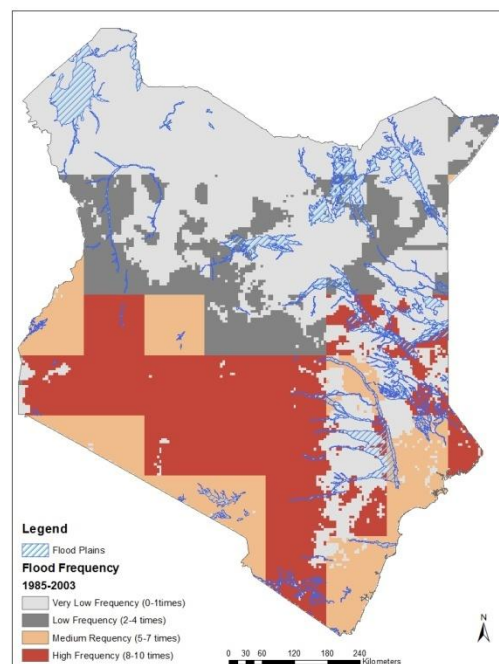 Legend
Flood Plains
Flood Frequency
1985-2003
Very Low Frequency (0-1times)
Low Frequency (2-4 times)
Medium Requency (5-7 times)
High Frequency (8-10 times)
N
0 30 60 120 180 240
Kilometers